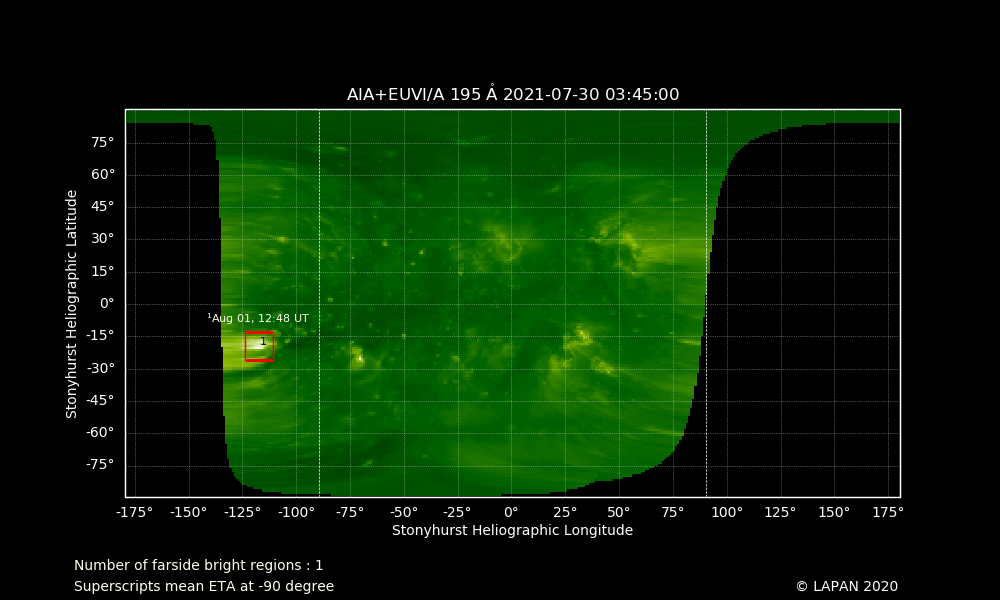 AIA+EUVI/A 195 Å 2021-07-30 03:45:00
Stonyhurst Heliographic Latitude
75°
60°
45°
30°
15°
0°
-15°
-30°
-45°
-60°
-75°
¹Aug 01, 12:48 UT
1
-175° -150° -125° -100° -75° -50° -25° 0° 25° 50° 75° 100° 125° 150° 175°
Stonyhurst Heliographic Longitude
Number of farside bright regions : 1
Superscripts mean ETA at -90 degree
© LAPAN 2020